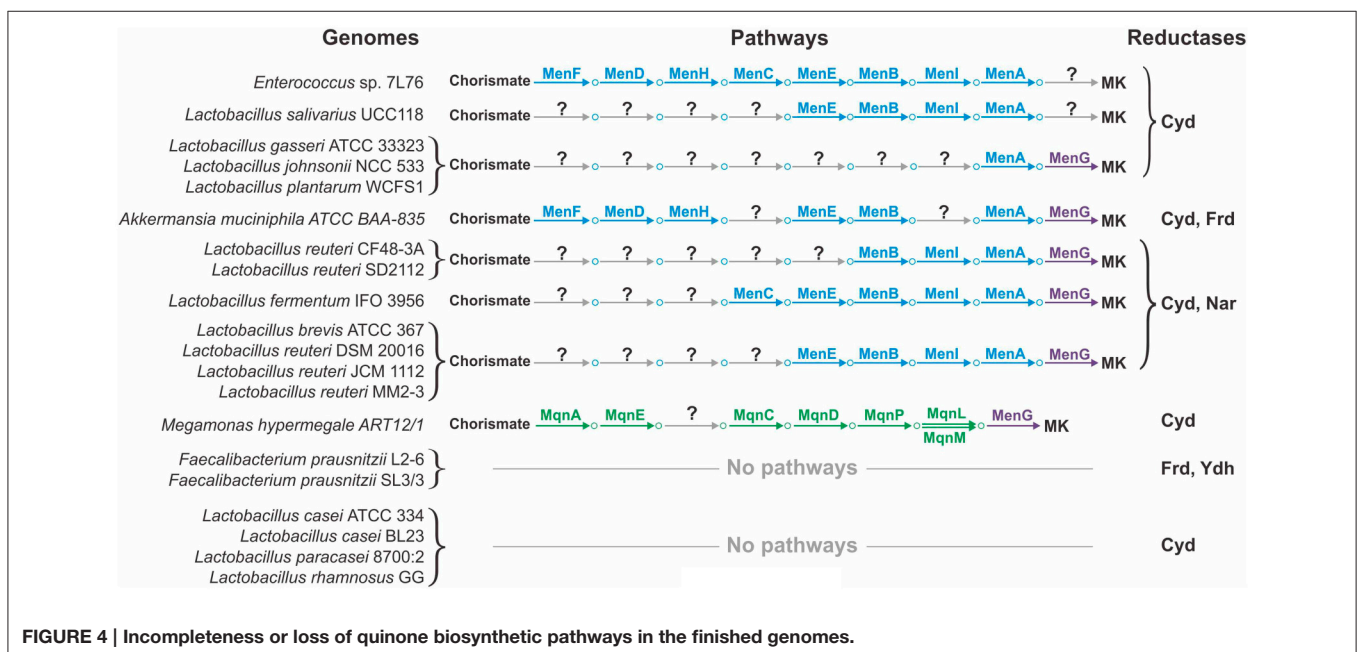 Genomes Pathways Reductases
Enterococcus sp. 7L76 Chorismate MenF MenD MenH MenC MenE MenB MenI MenA ? MK
Lactobacillus salivarius UCC118 Chorismate ? ? ? ? MenE MenB MenI MenA ? MK
Cyd
Lactobacillus gasseri ATCC 33323
Lactobacillus johnsonii NCC 533
Lactobacillus plantarum WCFS1
Chorismate ? ? ? ? ? ? ? MenA MenG MK
Akkermansia muciniphila ATCC BAA-835 Chorismate MenF MenD MenH ? MenE MenB ? MenA MenG MK Cyd, Frd
Lactobacillus reuteri CF48-3A
Lactobacillus reuteri SD2112
Chorismate ? ? ? ? ? MenB MenI MenA MenG MK
Lactobacillus fermentum IFO 3956 Chorismate ? ? ? MenC MenE MenB MenI MenA MenG MK
Cyd, Nar
Lactobacillus brevis ATCC 367
Lactobacillus reuteri DSM 20016
Lactobacillus reuteri JCM 1112
Lactobacillus reuteri MM2-3
Chorismate ? ? ? ? MenE MenB MenI MenA MenG MK
Megamonas hypermegale ART12/1 Chorismate MqnA MqnE ? MqnC MqnD MqnP MqnL MqnM MenG MK Cyd
Faecalibacterium prausnitzii L2-6
Faecalibacterium prausnitzii SL3/3
No pathways
Frd, Ydh
Lactobacillus casei ATCC 334
Lactobacillus casei BL23
Lactobacillus paracasei 8700:2
Lactobacillus rhamnosus GG
No pathways
Cyd
FIGURE 4 | Incompleteness or loss of quinone biosynthetic pathways in the finished genomes.